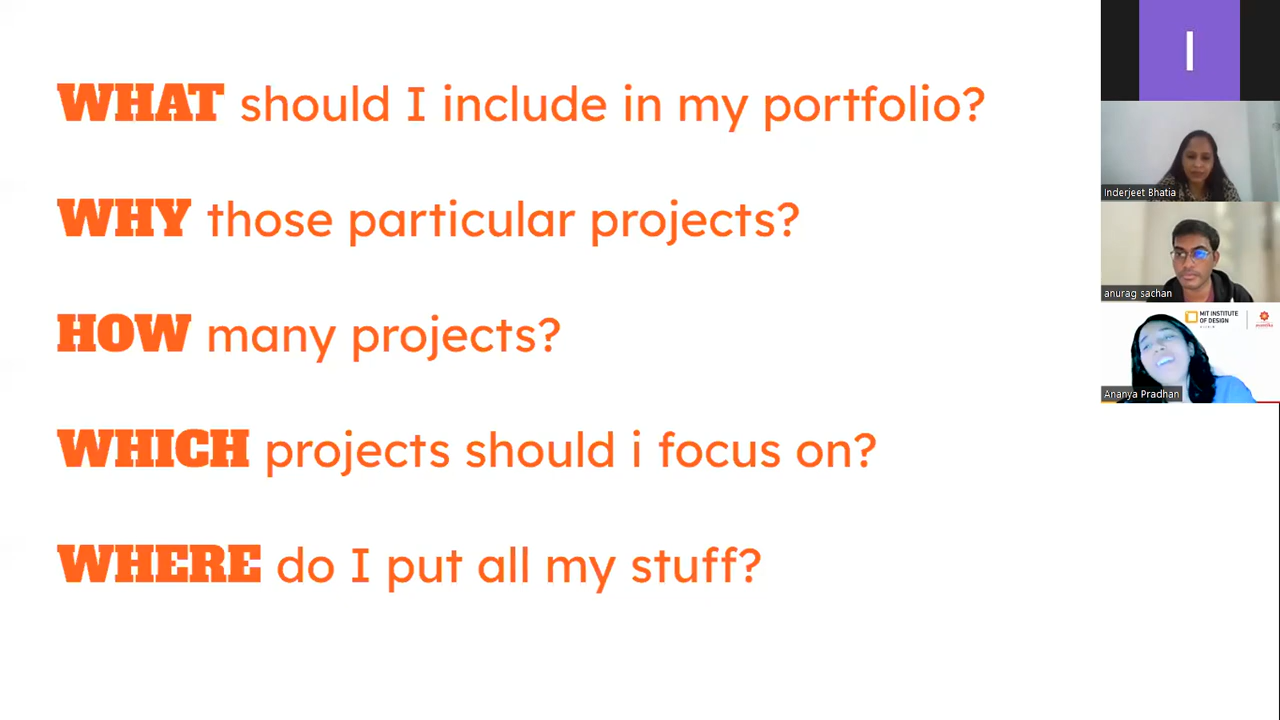 WHAT should I include in my portfolio?
WHY those particular projects?
HOW many projects?
WHICH projects should i focus on?
WHERE do I put all my stuff?
I
Inderjeet Bhatia
anurag sachan
MIT INSTITUTE
OF DESIGN
Ananya Pradhan